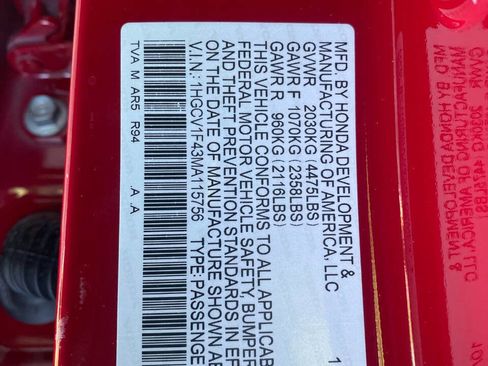 MFD. BY HONDA DEVELOPMENT &
MANUFACTURING OF AMERICA, LLC
GVWR 2030KG (4475LBS)
GAWR F 1070KG (2358LBS)
GAWR R 960KG (2116LBS)
THIS VEHICLE CONFORMS TO ALL APPLICAB
FEDERAL MOTOR VEHICLE SAFETY, BUMPER
AND THEFT PREVENTION STANDARDS IN EF
ON THE DATE OF MANUFACTURE SHOWN AB
V.I.N.: 1HGCV1F43MA115756 TYPE: PASSENGE
TVA M AR5 R94 A A